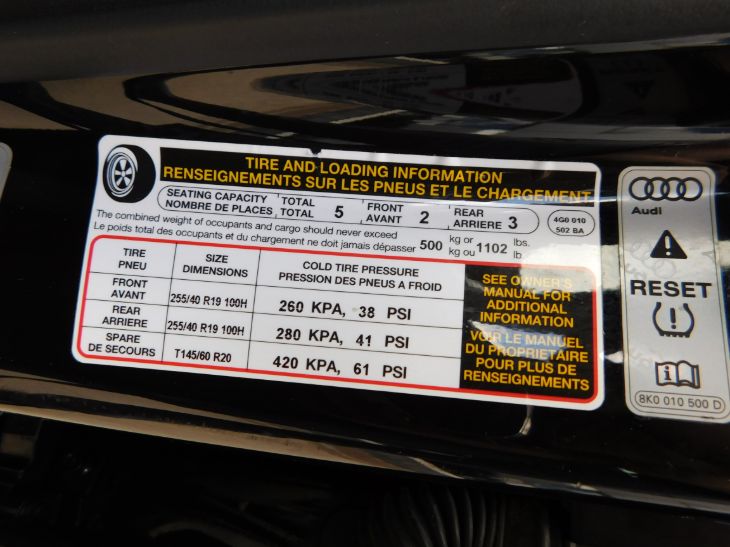 TIRE AND LOADING INFORMATION
RENSEIGNEMENTS SUR LES PNEUS ET LE CHARGEMENT
SEATING CAPACITY TOTAL 5 FRONT 2 REAR 3
NOMBRE DE PLACES TOTAL AVANT ARRIERE
4G0 010
502 BA
The combined weight of occupants and cargo should never exceed 500 kg or 1102 lbs.
Le poids total des occupants et du chargement ne doit jamais dépasser kg ou lb
TIRE SIZE COLD TIRE PRESSURE
PNEU DIMENSIONS PRESSION DES PNEUS A FROID
FRONT
AVANT 255/40 R19 100H 260 KPA, 38 PSI
REAR
ARRIERE 255/40 R19 100H 280 KPA, 41 PSI
SPARE
DE SECOURS T145/60 R20 420 KPA, 61 PSI
SEE OWNER'S
MANUAL FOR
ADDITIONAL
INFORMATION
VOIR LE MANUEL
DU PROPRIETAIRE
POUR PLUS DE
RENSEIGNEMENTS
Audi
RESET
8K0 010 500 D